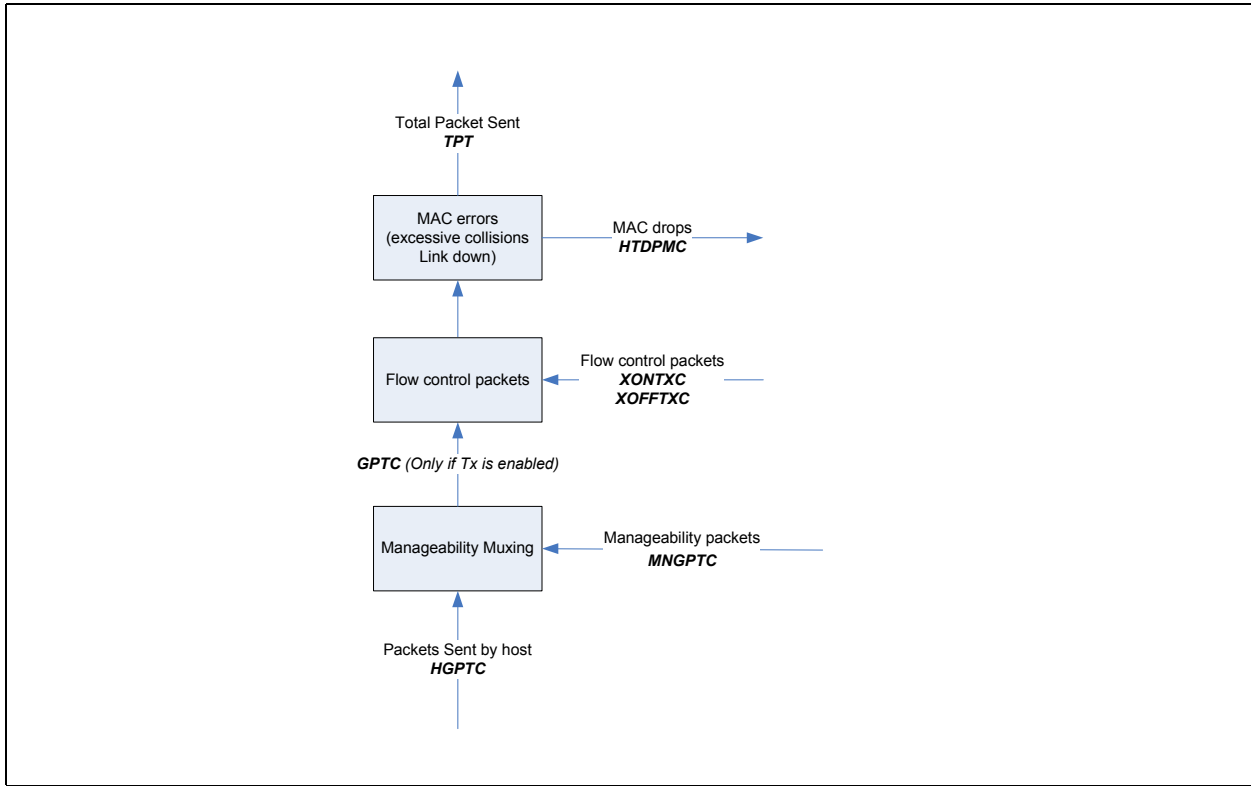 Total Packet Sent
TPT
MAC errors
(excessive collisions
Link down)
MAC drops
HTDPMC
Flow control packets
Flow control packets
XONTXC
XOFFTXC
GPTC (Only if Tx is enabled)
Manageability Muxing
Manageability packets
MNGPTC
Packets Sent by host
HGPTC